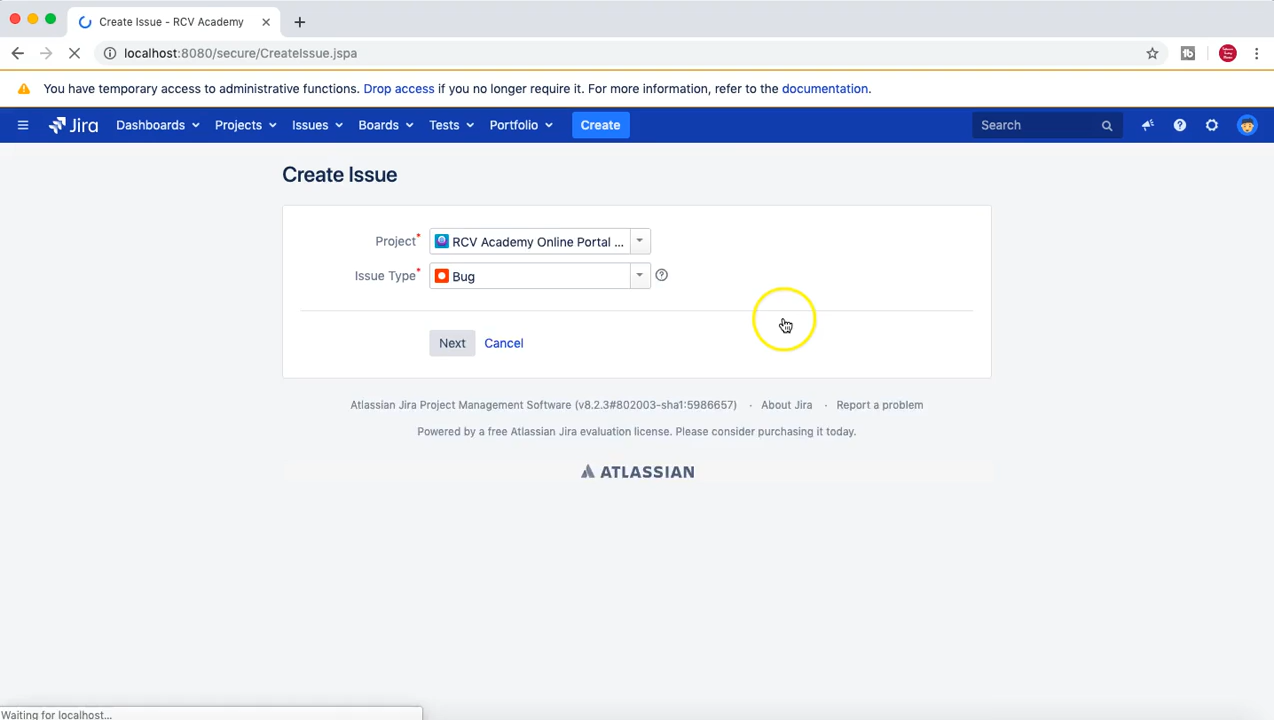 Create Issue - RCV Academy
localhost:8080/secure/CreateIssue.jspa
You have temporary access to administrative functions. Drop access if you no longer require it. For more information, refer to the documentation.
Jira Dashboards Projects Issues Boards Tests Portfolio Create Search
Create Issue
Project* RCV Academy Online Portal ...
Issue Type* Bug
Next Cancel
Atlassian Jira Project Management Software (v8.2.3#802003-sha1:5986657) · About Jira · Report a problem
Powered by a free Atlassian Jira evaluation license. Please consider purchasing it today.
ATLASSIAN
Waiting for localhost...